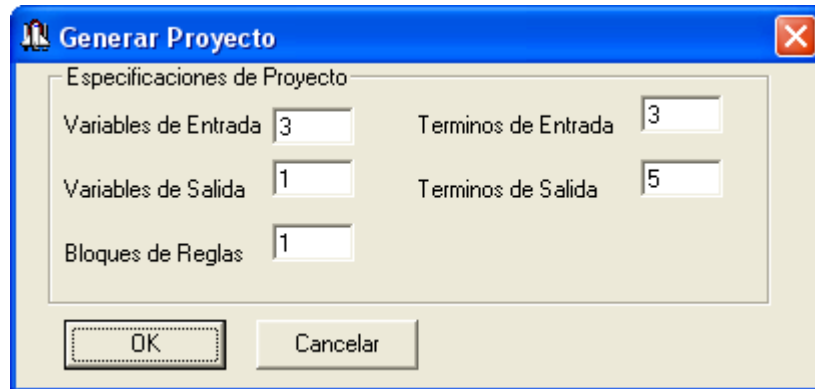 Generar Proyecto
Especificaciones de Proyecto
Variables de Entrada 3 Terminos de Entrada 3
Variables de Salida 1 Terminos de Salida 5
Bloques de Reglas 1
OK Cancelar